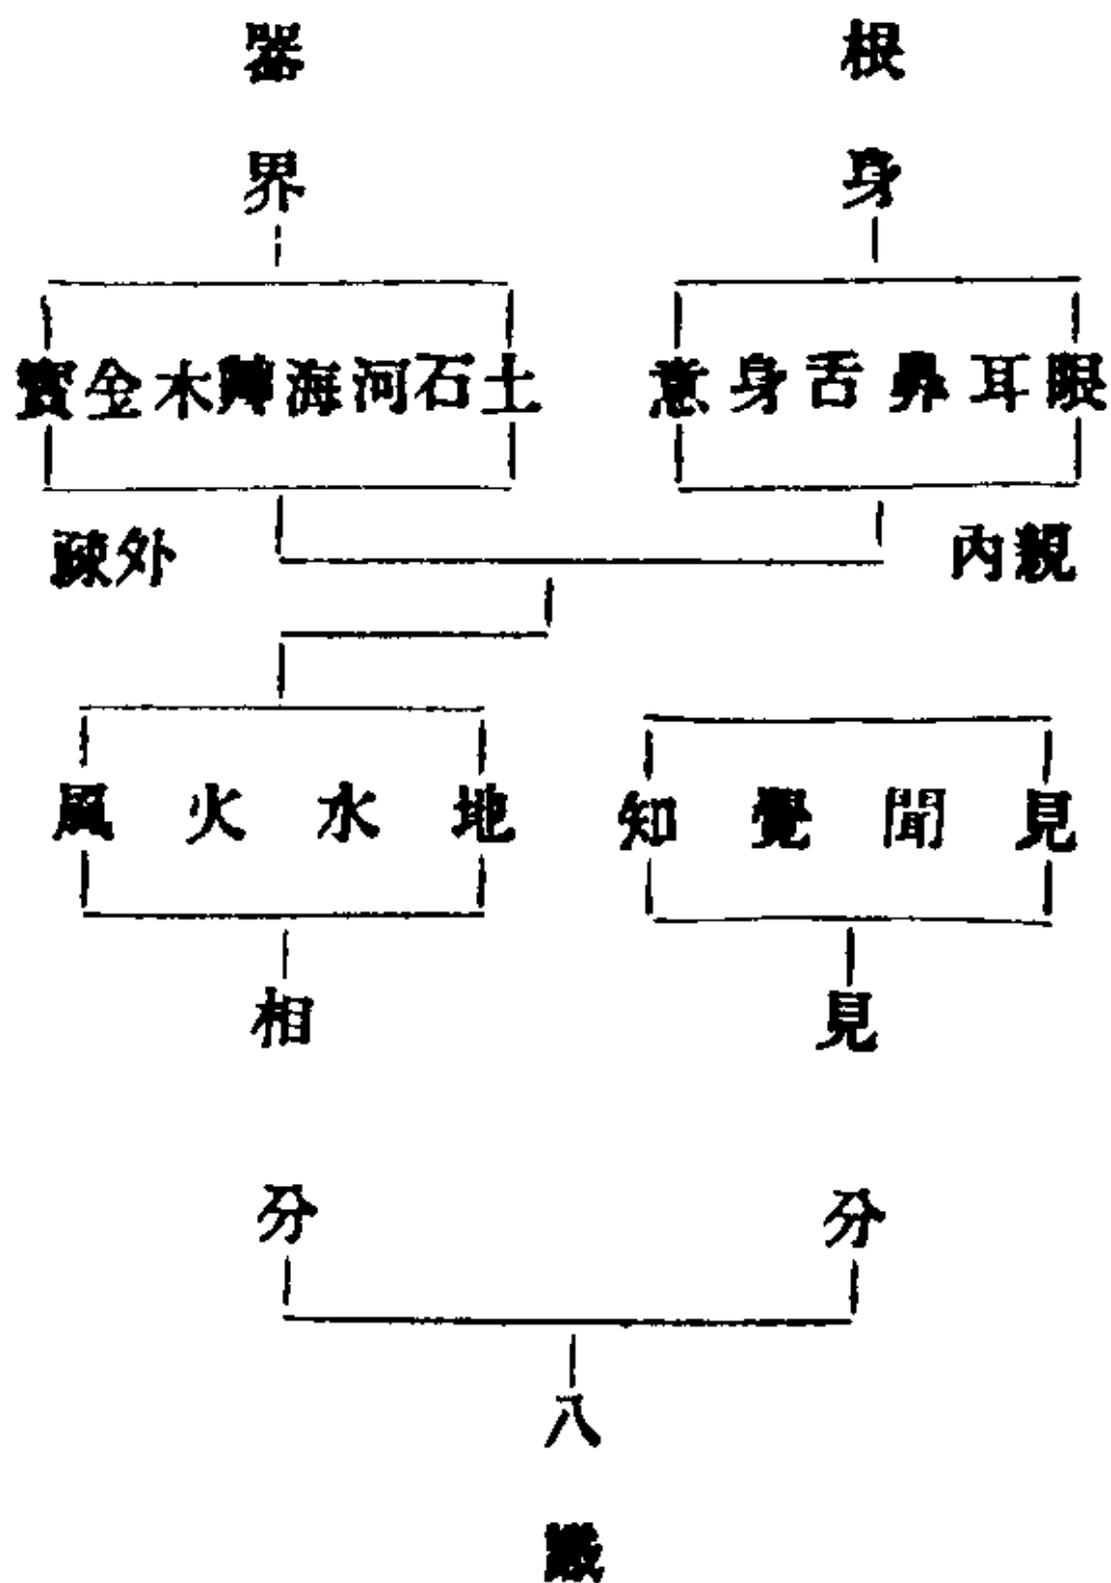 根身
器界
眼耳鼻舌身意
土石河海木金寶
親內
外疎
見聞覺知
地水火風
見分
相分
八識